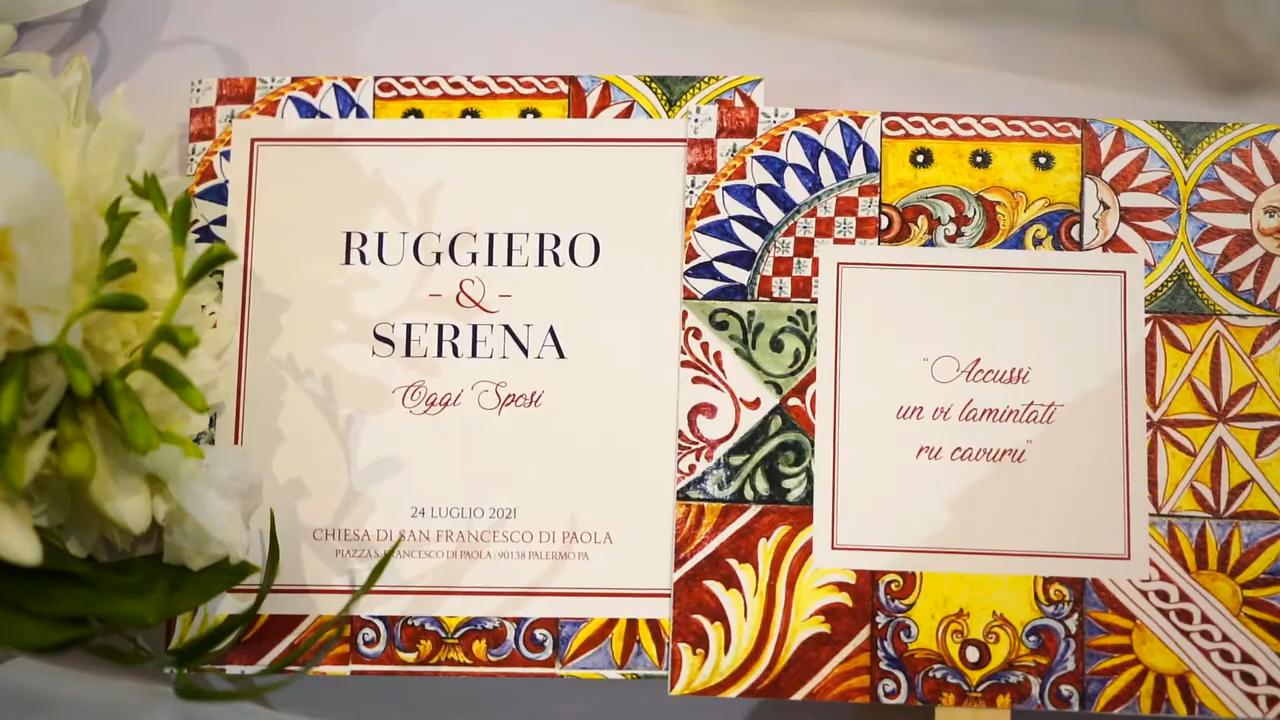 RUGGIERO
- & -
SERENA
Oggi Sposi
24 LUGLIO 2021
CHIESA DI SAN FRANCESCO DI PAOLA
PIAZZA S. FRANCESCO DI PAOLA 90138 PALERMO PA
"Accussì
un vi lamintati
ru cavuru"